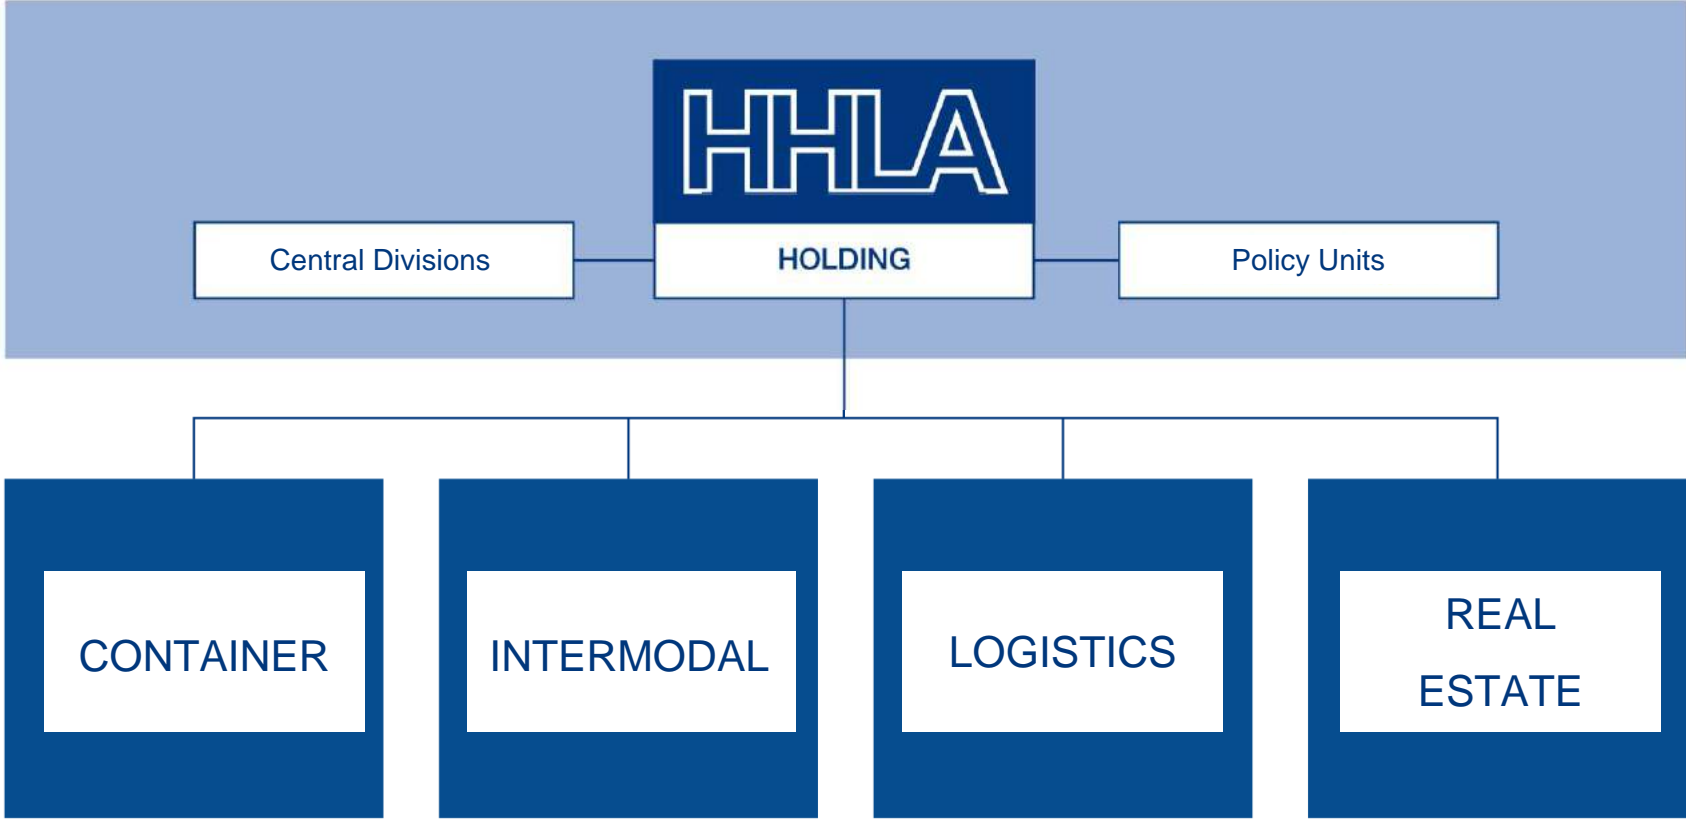 HHLA
Central Divisions
HOLDING
Policy Units
CONTAINER
INTERMODAL
LOGISTICS
REAL
ESTATE